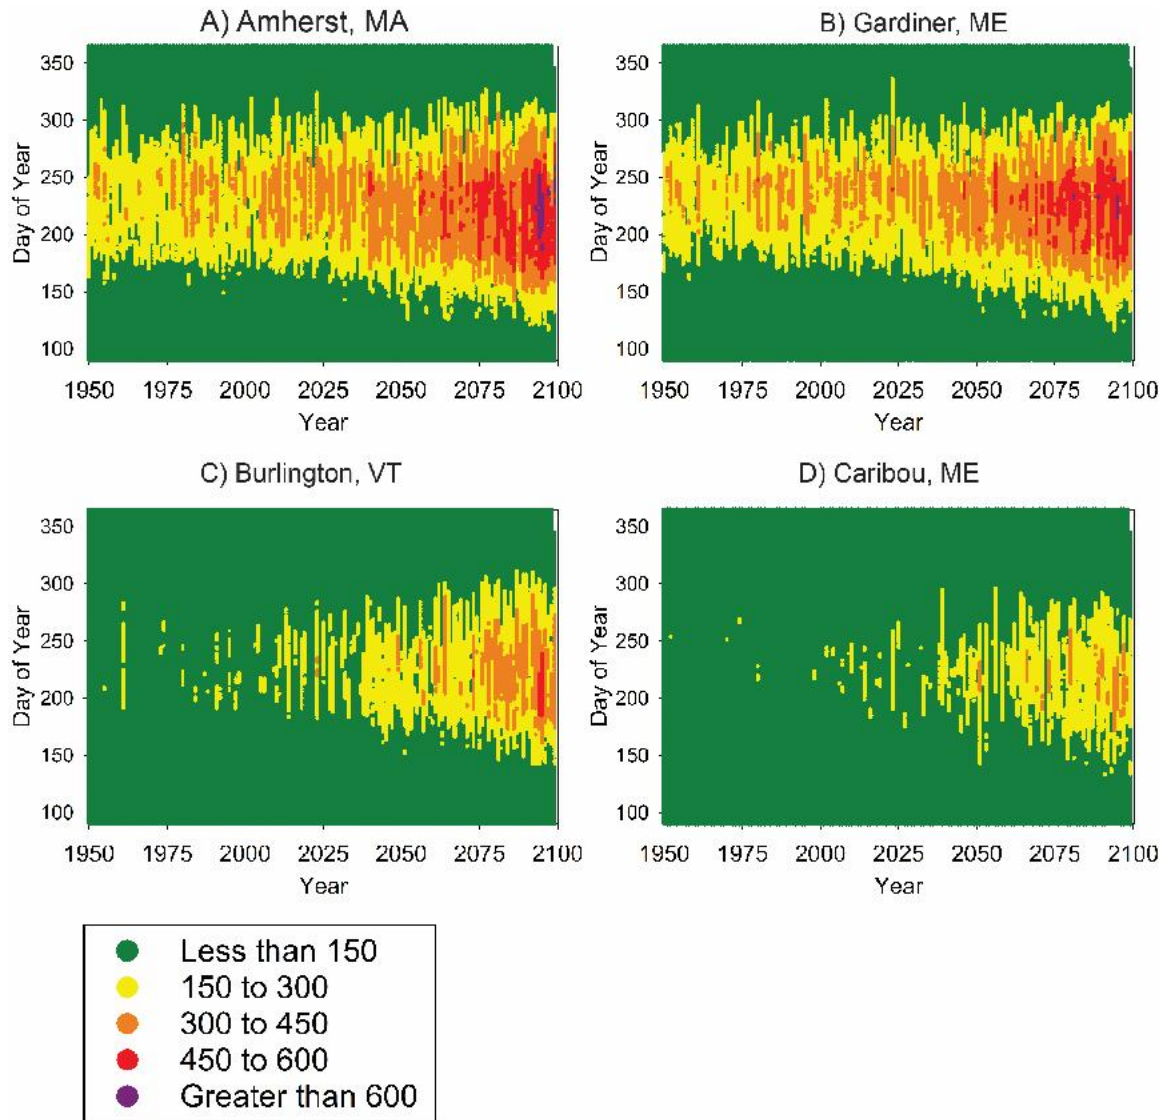 A) Amherst, MA
B) Gardiner, ME
350
300
250
200
150
100
Day of Year
1950 1975 2000 2025 2050 2075 2100
Year
350
300
250
200
150
100
Day of Year
1950 1975 2000 2025 2050 2075 2100
Year
C) Burlington, VT
D) Caribou, ME
350
300
250
200
150
100
Day of Year
1950 1975 2000 2025 2050 2075 2100
Year
350
300
250
200
150
100
Day of Year
1950 1975 2000 2025 2050 2075 2100
Year
Less than 150
150 to 300
300 to 450
450 to 600
Greater than 600